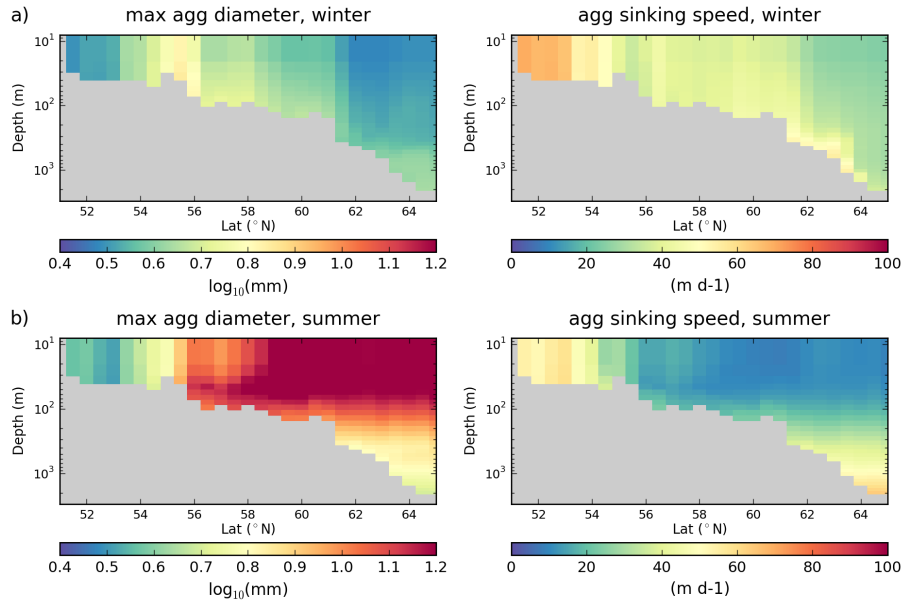 a)
max agg diameter, winter
agg sinking speed, winter
Depth (m)
10¹
10²
10³
52 54 56 58 60 62 64
Lat (°N)
0.4 0.5 0.6 0.7 0.8 0.9 1.0 1.1 1.2
log₁₀(mm)
Depth (m)
10¹
10²
10³
52 54 56 58 60 62 64
Lat (°N)
0 20 40 60 80 100
(m d-1)
b)
max agg diameter, summer
agg sinking speed, summer
Depth (m)
10¹
10²
10³
52 54 56 58 60 62 64
Lat (°N)
0.4 0.5 0.6 0.7 0.8 0.9 1.0 1.1 1.2
log₁₀(mm)
Depth (m)
10¹
10²
10³
52 54 56 58 60 62 64
Lat (°N)
0 20 40 60 80 100
(m d-1)